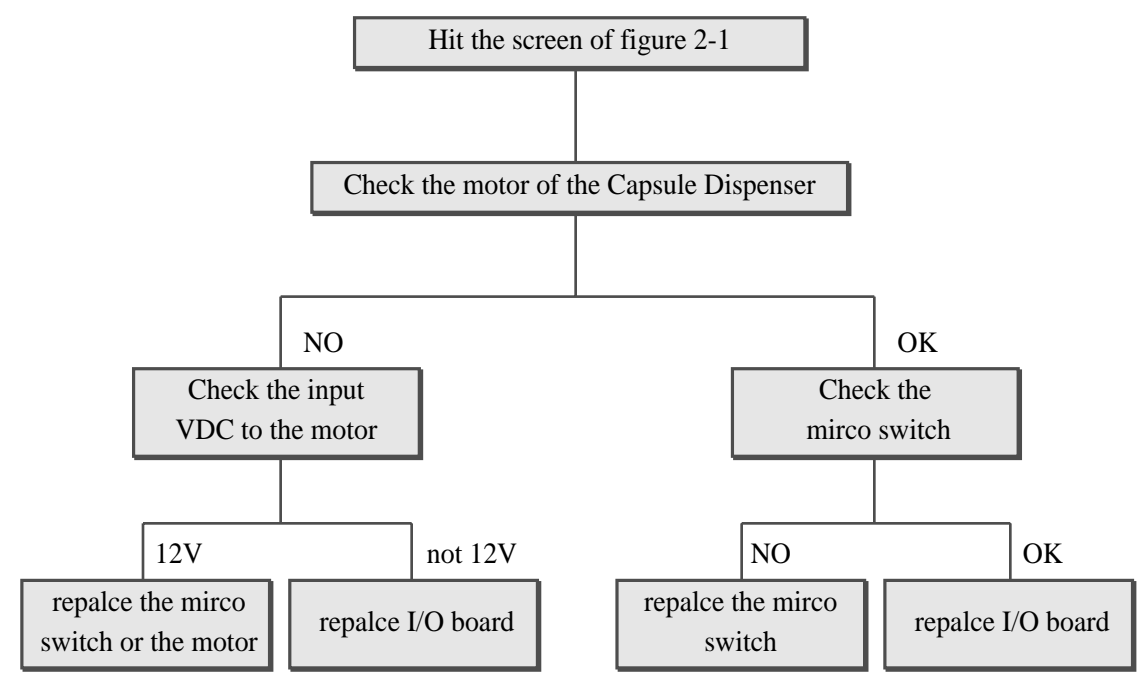 Hit the screen of figure 2-1
Check the motor of the Capsule Dispenser
NO
OK
Check the input
VDC to the motor
Check the
mirco switch
12V
not 12V
NO
OK
repalce the mirco
switch or the motor
repalce I/O board
repalce the mirco
switch
repalce I/O board